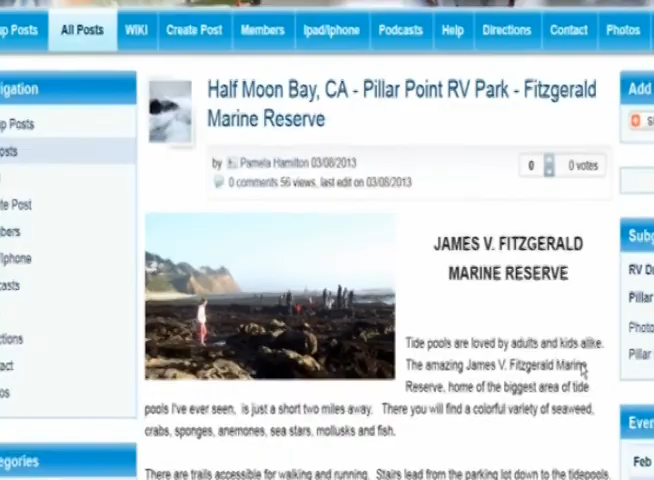 up Posts All Posts WIKI Create Post Members Ipad/Iphone Podcasts Help Directions Contact Photos
igation
p Posts
osts
te Post
bers
/Iphone
casts
ctions
act
os
egories
Half Moon Bay, CA - Pillar Point RV Park - Fitzgerald
Marine Reserve
by Pamela Hamilton 03/08/2013
0 comments 56 views, last edit on 03/08/2013
0 0 votes
JAMES V. FITZGERALD
MARINE RESERVE
Tide pools are loved by adults and kids alike.
The amazing James V. Fitzgerald Marine
Reserve, home of the biggest area of tide
pools I've ever seen, is just a short two miles away. There you will find a colorful variety of seaweed,
crabs, sponges, anemones, sea stars, mollusks and fish.
There are trails accessible for walking and running. Stairs lead from the parking lot down to the tidepools.
Add
Subg
RV D
Pillar
Photo
Pillar
Even
Feb